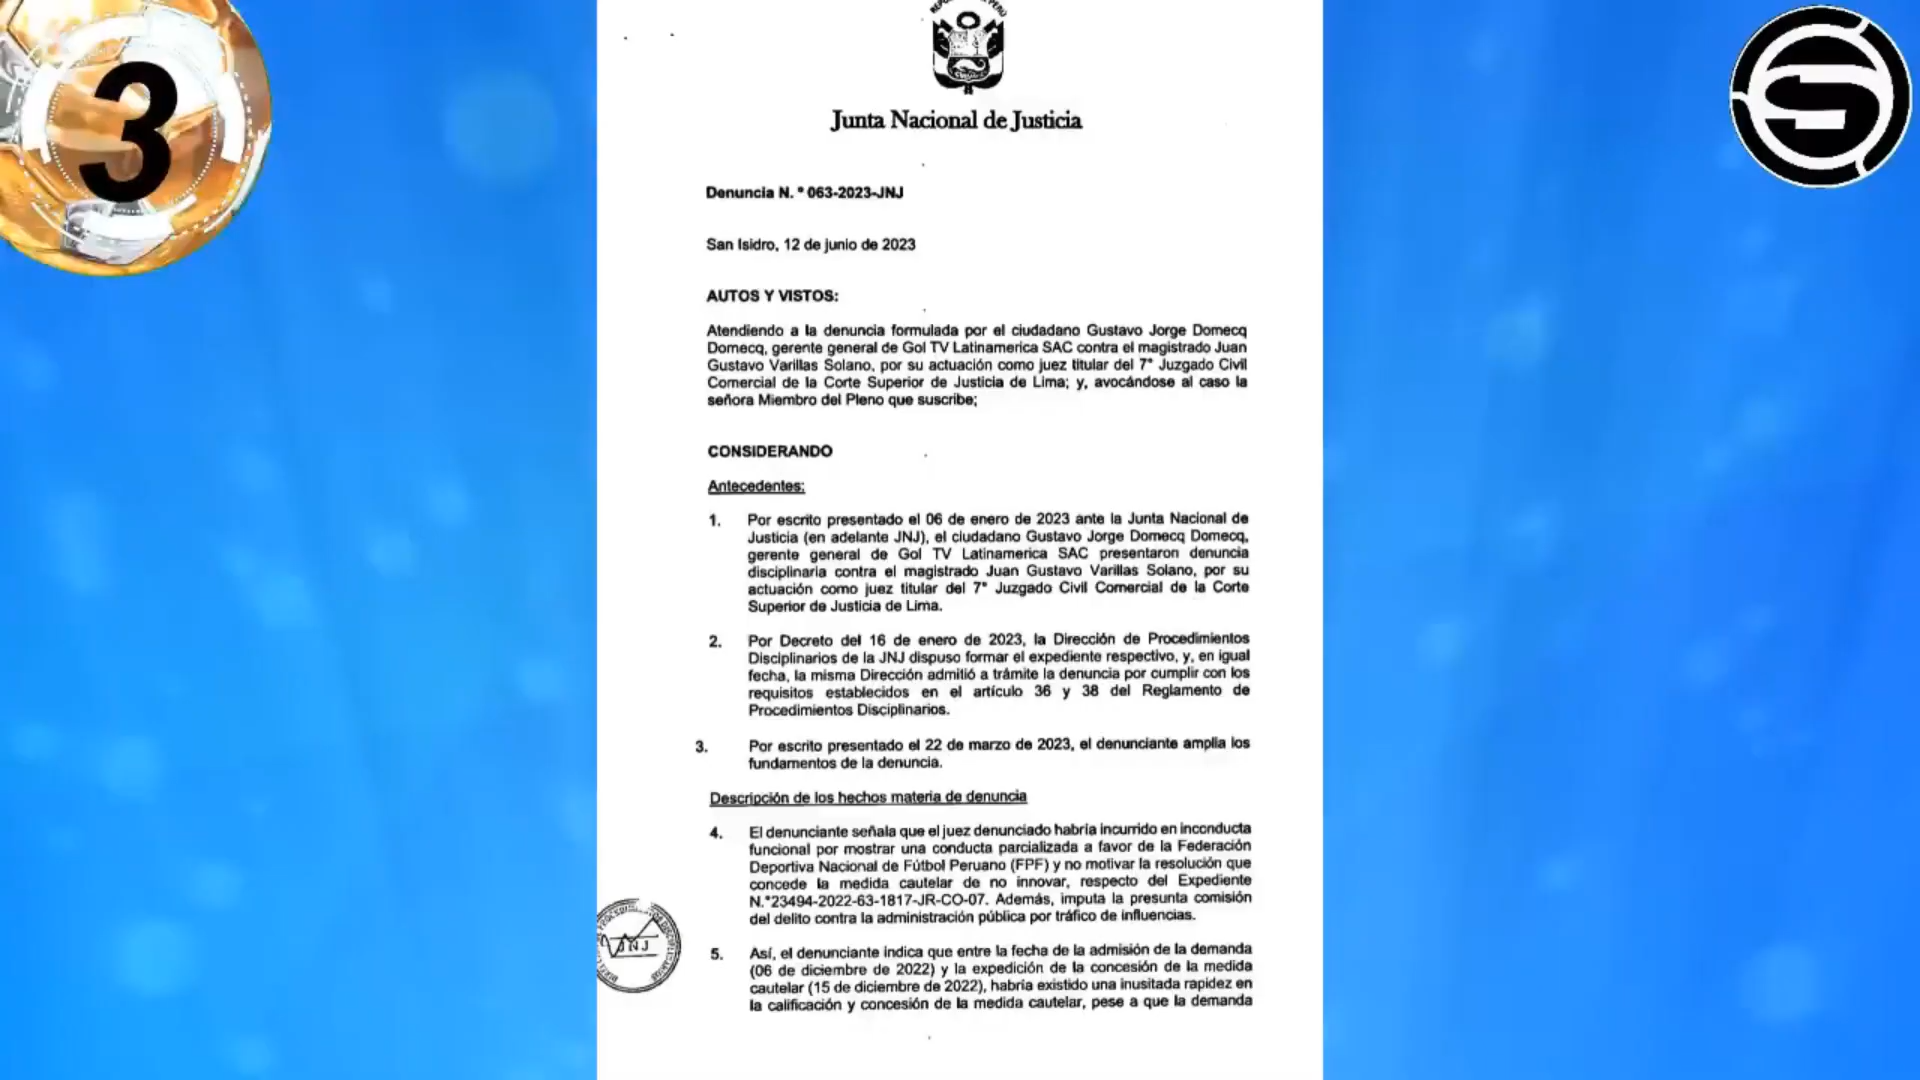 3
S
Junta Nacional de Justicia
Denuncia N. ° 063-2023-JNJ
San Isidro, 12 de junio de 2023
AUTOS Y VISTOS:
Atendiendo a la denuncia formulada por el ciudadano Gustavo Jorge Domecq
Domecq, gerente general de Gol TV Latinamerica SAC contra el magistrado Juan
Gustavo Varillas Solano, por su actuación como juez titular del 7° Juzgado Civil
Comercial de la Corte Superior de Justicia de Lima; y, avocándose al caso la
señora Miembro del Pleno que suscribe;
CONSIDERANDO
Antecedentes:
1. Por escrito presentado el 06 de enero de 2023 ante la Junta Nacional de
Justicia (en adelante JNJ), el ciudadano Gustavo Jorge Domecq Domecq,
gerente general de Gol TV Latinamerica SAC presentaron denuncia
disciplinaria contra el magistrado Juan Gustavo Varillas Solano, por su
actuación como juez titular del 7° Juzgado Civil Comercial de la Corte
Superior de Justicia de Lima.
2. Por Decreto del 16 de enero de 2023, la Dirección de Procedimientos
Disciplinarios de la JNJ dispuso formar el expediente respectivo, y, en igual
fecha, la misma Dirección admitió a trámite la denuncia por cumplir con los
requisitos establecidos en el artículo 36 y 38 del Reglamento de
Procedimientos Disciplinarios.
3. Por escrito presentado el 22 de marzo de 2023, el denunciante amplia los
fundamentos de la denuncia.
Descripción de los hechos materia de denuncia
4. El denunciante señala que el juez denunciado habría incurrido en inconducta
funcional por mostrar una conducta parcializada a favor de la Federación
Deportiva Nacional de Fútbol Peruano (FPF) y no motivar la resolución que
concede la medida cautelar de no innovar, respecto del Expediente
N.°23494-2022-63-1817-JR-CO-07. Además, imputa la presunta comisión
del delito contra la administración pública por tráfico de influencias.
JNJ
5. Así, el denunciante indica que entre la fecha de la admisión de la demanda
(06 de diciembre de 2022) y la expedición de la concesión de la medida
cautelar (15 de diciembre de 2022), habría existido una inusitada rapidez en
la calificación y concesión de la medida cautelar, pese a que la demanda